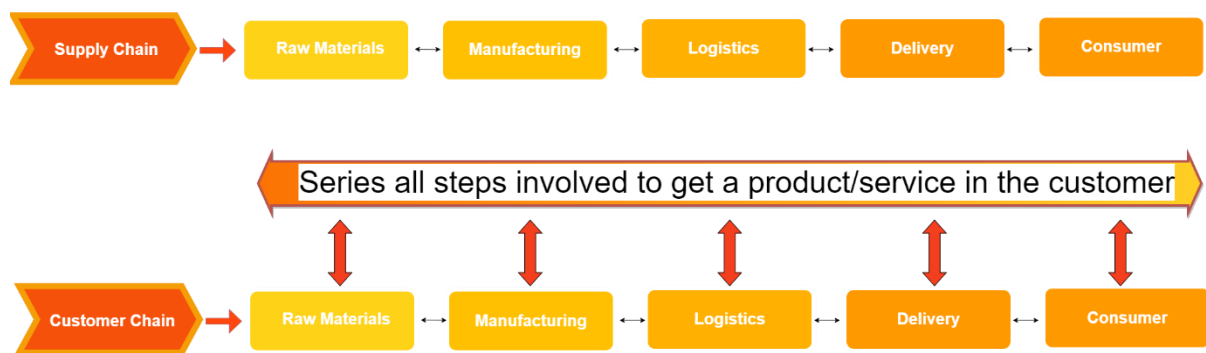 Supply Chain
Raw Materials
Manufacturing
Logistics
Delivery
Consumer
Series all steps involved to get a product/service in the customer
Customer Chain
Raw Materials
Manufacturing
Logistics
Delivery
Consumer